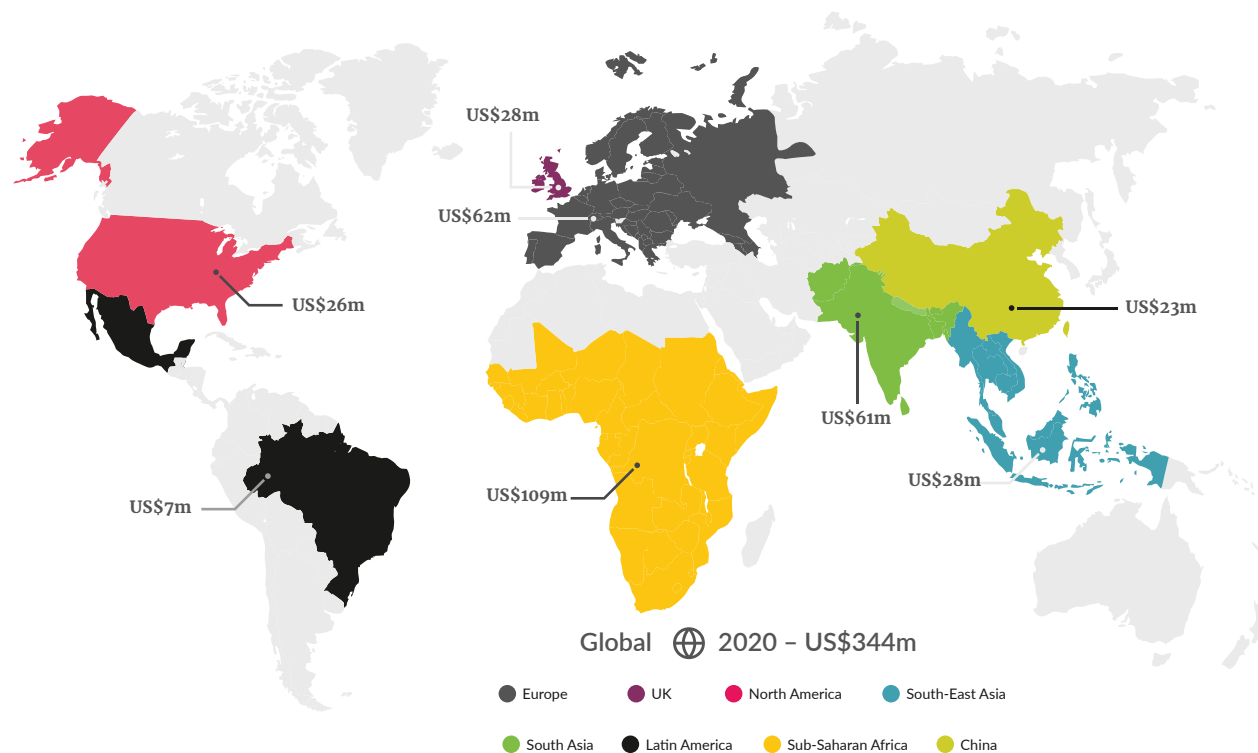 US$28m
US$62m
US$26m
US$23m
US$61m
US$28m
US$109m
US$7m
Global 2020 – US$344m
Europe UK North America South-East Asia
South Asia Latin America Sub-Saharan Africa China